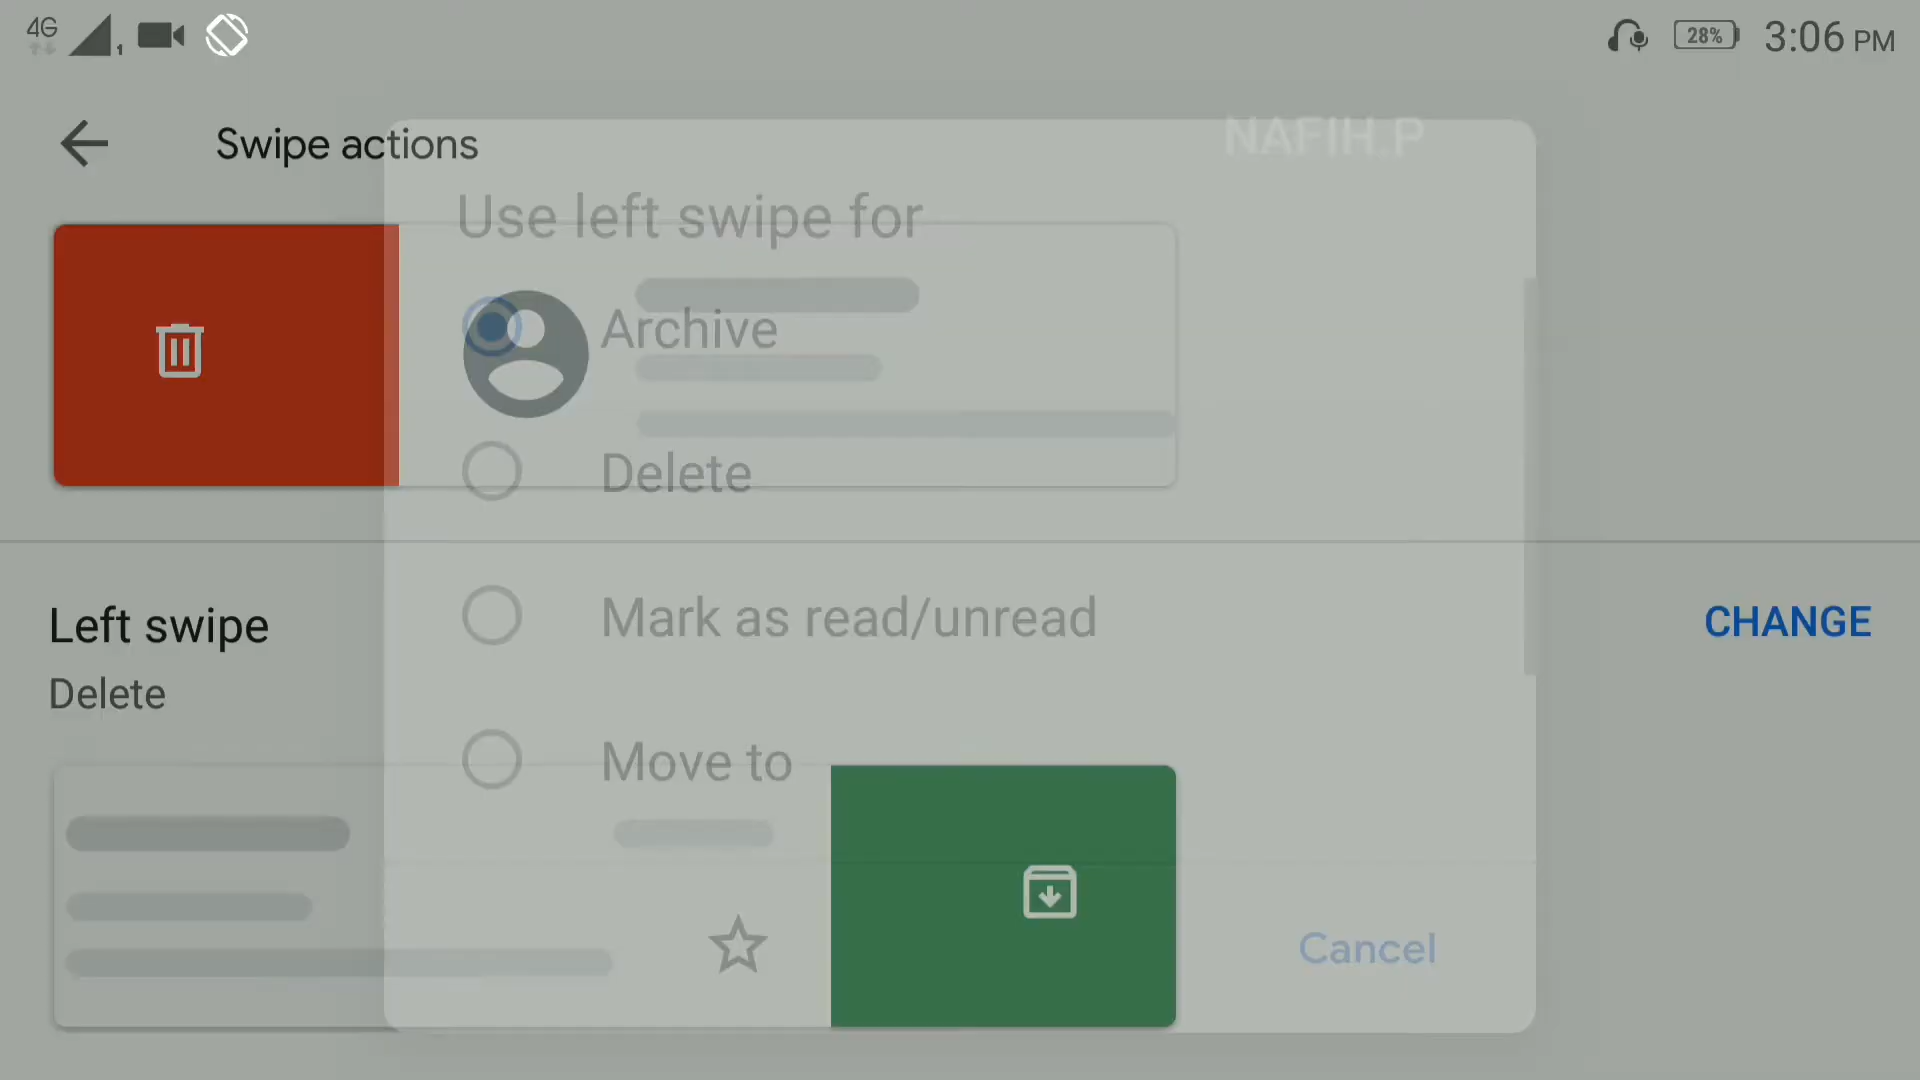 4G 1 28% 3:06 PM
Swipe actions
NAFIH.P
Use left swipe for
Archive
Delete
Mark as read/unread
Left swipe
CHANGE
Delete
Move to
Cancel